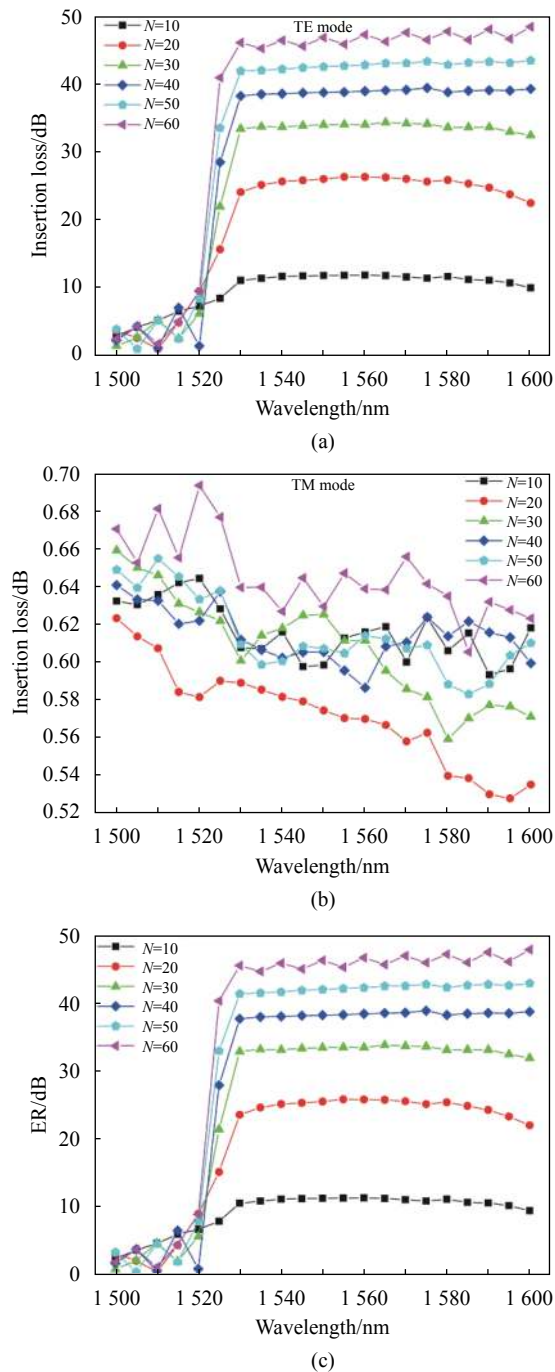 TE mode
N=10
N=20
N=30
N=40
N=50
N=60
50
40
30
20
10
0
Insertion loss/dB
1 500 1 520 1 540 1 560 1 580 1 600
Wavelength/nm
(a)
TM mode
N=10
N=20
N=30
N=40
N=50
N=60
0.70
0.68
0.66
0.64
0.62
0.60
0.58
0.56
0.54
0.52
Insertion loss/dB
1 500 1 520 1 540 1 560 1 580 1 600
Wavelength/nm
(b)
N=10
N=20
N=30
N=40
N=50
N=60
50
40
30
20
10
0
ER/dB
1 500 1 520 1 540 1 560 1 580 1 600
Wavelength/nm
(c)